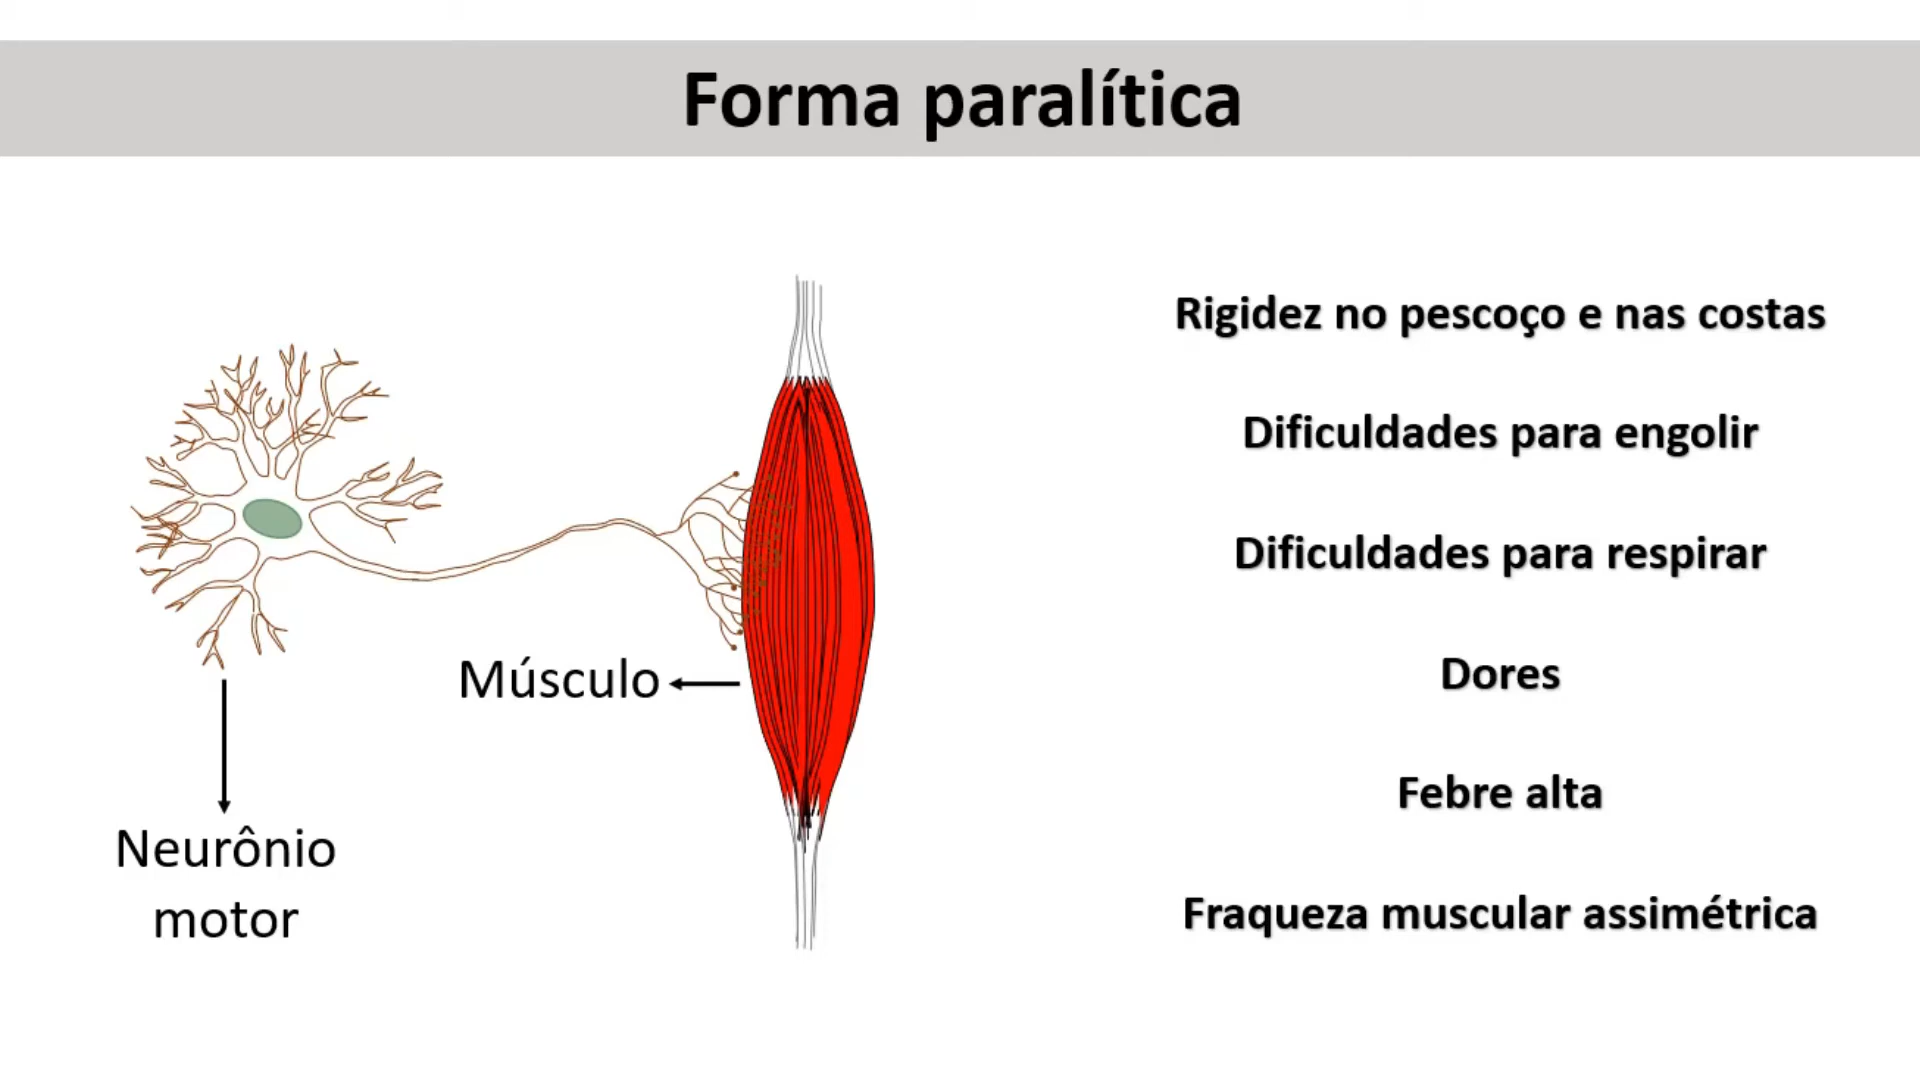 Forma paralítica
Rigidez no pescoço e nas costas
Dificuldades para engolir
Dificuldades para respirar
Músculo
Dores
Febre alta
Neurônio
motor
Fraqueza muscular assimétrica